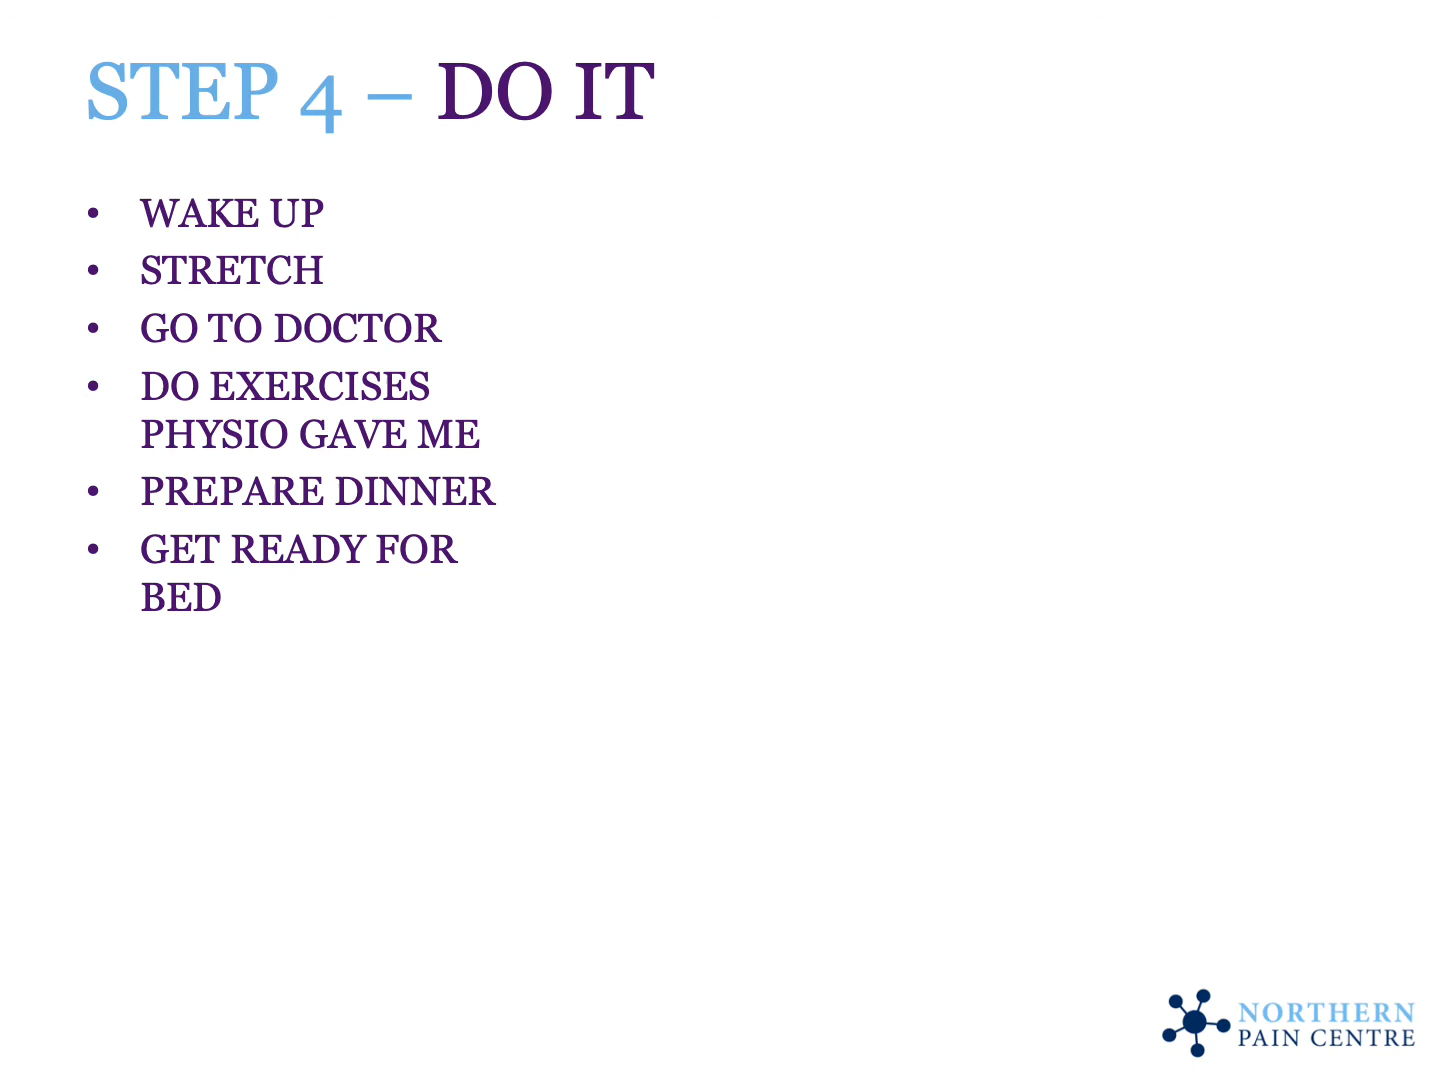 STEP 4 – DO IT
• WAKE UP
• STRETCH
• GO TO DOCTOR
• DO EXERCISES
PHYSIO GAVE ME
• PREPARE DINNER
• GET READY FOR
BED
NORTHERN
PAIN CENTRE